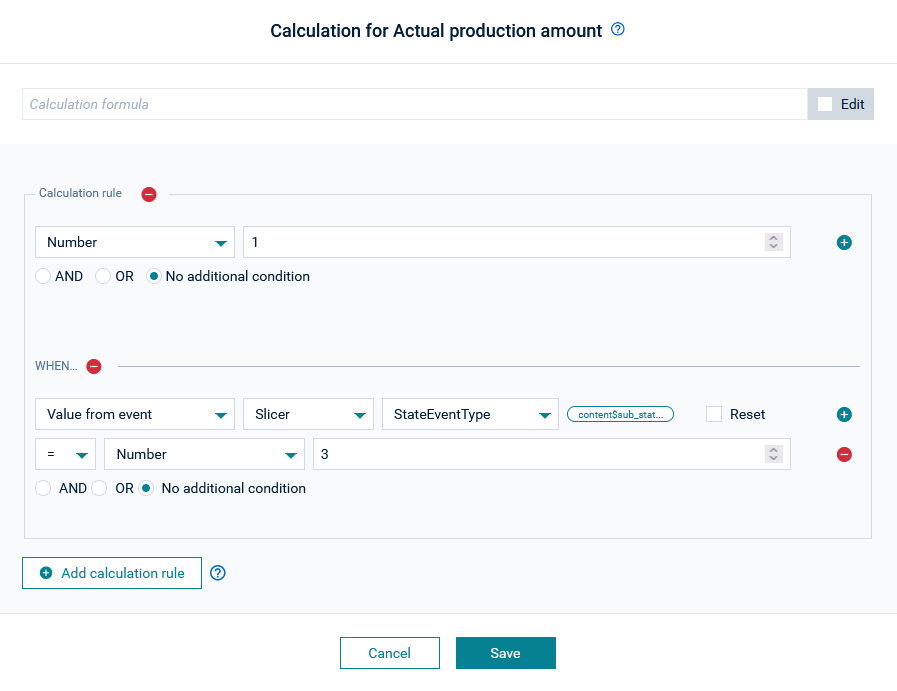 Calculation for Actual production amount ?
Calculation formula Edit
Calculation rule
Number 1
AND OR No additional condition
WHEN...
Value from event Slicer StateEventType content$sub_stat... Reset
= Number 3
AND OR No additional condition
Add calculation rule ?
Cancel Save